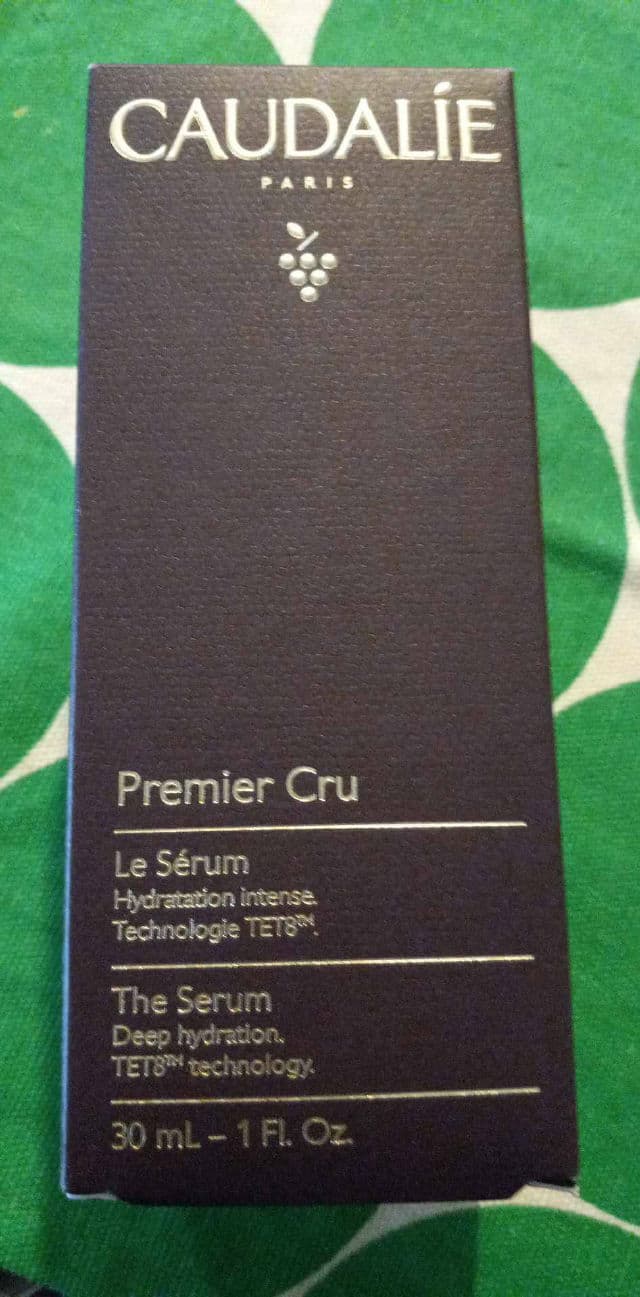 CAUDALÍE
PARIS
Premier Cru
Le Sérum
Hydratation intense.
Technologie TET8™.
The Serum
Deep hydration.
TET8™ technology.
30 mL – 1 Fl. Oz.